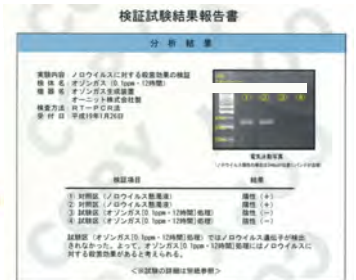 検証試験結果報告書
分 析 結 果
実験内容：ノロウイルスに対する殺菌効果の検証
検 体 名：オゾンガス（0.1ppm・12時間）
機 器 名：オゾンガス生成装置
オーニット株式会社製
検査方法：ＲＴ－ＰＣＲ法
受 付 日：平成19年1月26日
① ② ③ ④
電気泳動写真
検証項目 結果
① 対照区（ノロウイルス懸濁液） 陽性（＋）
② 対照区（ノロウイルス懸濁液） 陽性（＋）
③ 試験区（オゾンガス[0.1ppm・12時間]処理） 陰性（－）
④ 試験区（オゾンガス[0.1ppm・12時間]処理） 陰性（－）
試験区（オゾンガス[0.1ppm・12時間]処理）ではノロウイルス遺伝子が検出
されなかった。よって、オゾンガス[0.1ppm・12時間]処理にはノロウイルスに
対する殺菌効果があると考えられる。
＜※試験の詳細は別紙参照＞